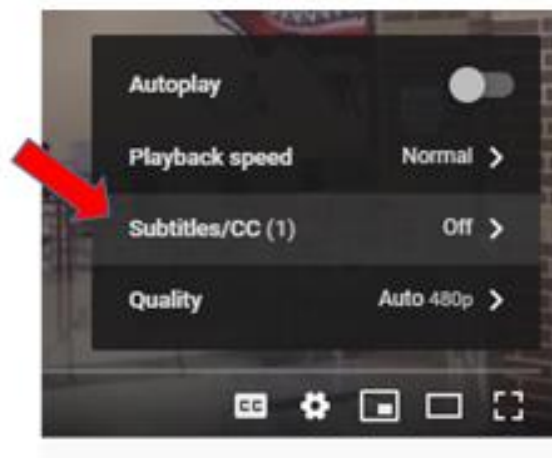 Autoplay
Playback speed Normal
Subtitles/CC (1) Off
Quality Auto 480p
CC